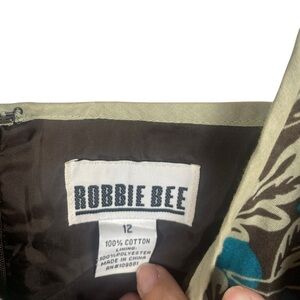 ROBBIE BEE
12
100% COTTON
LINING:
100% POLYESTER
MADE IN CHINA